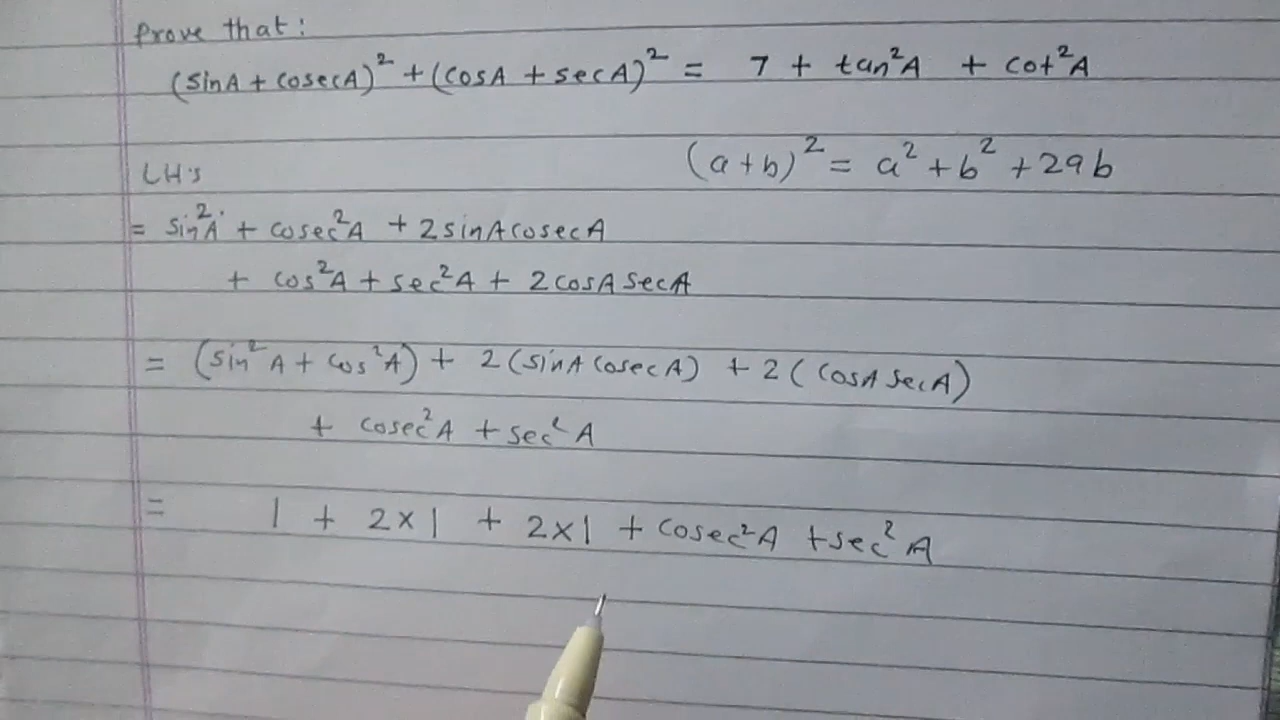 Prove that:
(sinA + cosecA)² + (cosA + secA)² = 7 + tan²A + cot²A
(a+b)² = a² + b² + 2ab
LHS
= sin²A + cosec²A + 2sinAcosecA
+ cos²A + sec²A + 2cosAsecA
= (sin²A + cos²A) + 2(sinAcosecA) + 2(cosAsecA)
+ cosec²A + sec²A
= 1 + 2×1 + 2×1 + cosec²A + sec²A